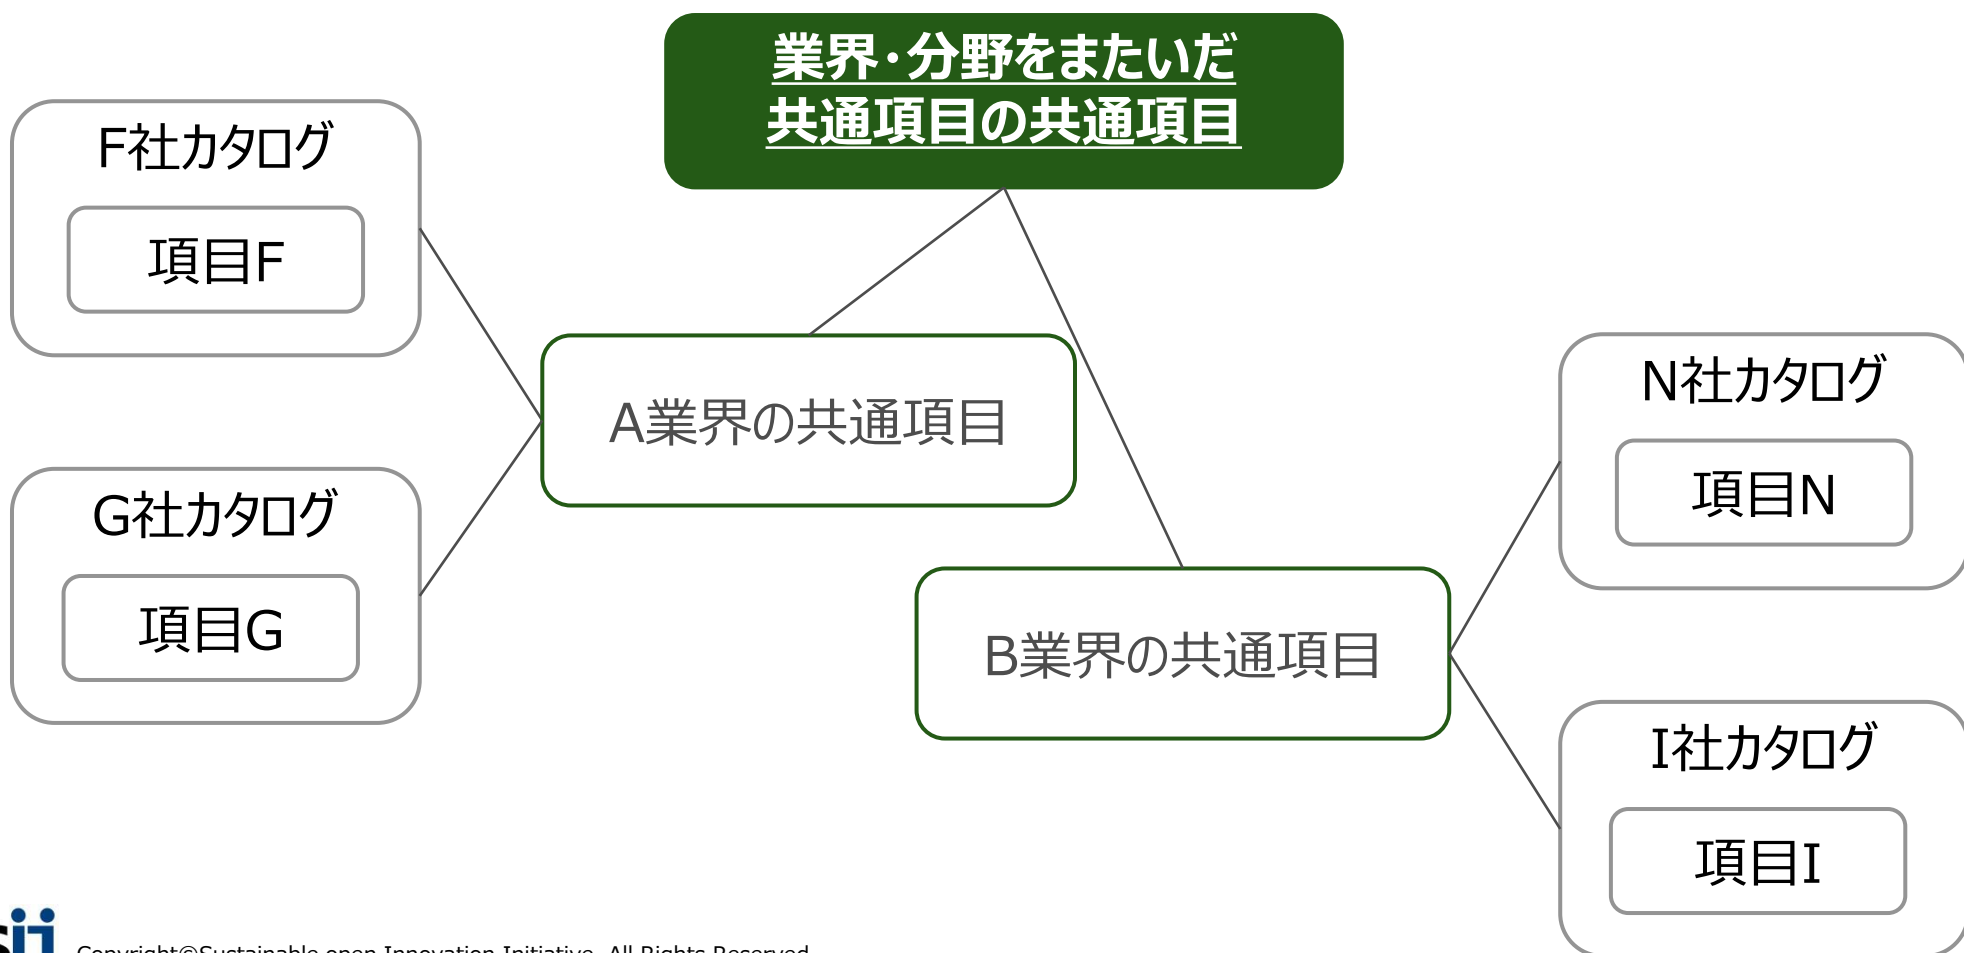 業界・分野をまたいだ
共通項目の共通項目
F社カタログ
項目F
A業界の共通項目
G社カタログ
項目G
N社カタログ
項目N
B業界の共通項目
I社カタログ
項目I
Copyright©Sustainable open Innovation Initiative. All Rights Reserved